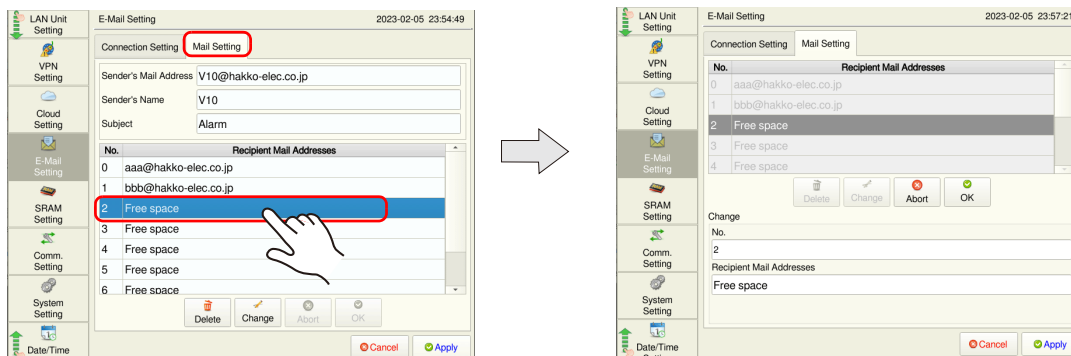 LAN Unit
Setting
VPN
Setting
Cloud
Setting
E-Mail
Setting
SRAM
Setting
Comm.
Setting
System
Setting
Date/Time
E-Mail Setting 2023-02-05 23:54:49
Connection Setting Mail Setting
Sender's Mail Address V10@hakko-elec.co.jp
Sender's Name V10
Subject Alarm
No. Recipient Mail Addresses
0 aaa@hakko-elec.co.jp
1 bbb@hakko-elec.co.jp
2 Free space
3 Free space
4 Free space
5 Free space
6 Free space
Delete Change Abort OK
Cancel Apply
LAN Unit
Setting
VPN
Setting
Cloud
Setting
E-Mail
Setting
SRAM
Setting
Comm.
Setting
System
Setting
Date/Time
E-Mail Setting 2023-02-05 23:57:21
Connection Setting Mail Setting
No. Recipient Mail Addresses
0 aaa@hakko-elec.co.jp
1 bbb@hakko-elec.co.jp
2 Free space
3 Free space
4 Free space
Delete Change Abort OK
Change
No.
2
Recipient Mail Addresses
Free space
Cancel Apply